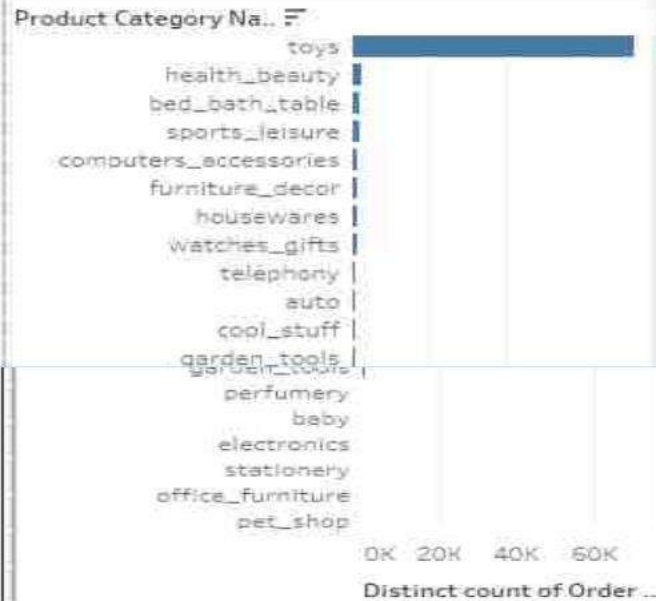 Product Category Na..
toys
health_beauty
bed_bath_table
sports_leisure
computers_accessories
furniture_decor
housewares
watches_gifts
telephony
auto
cool_stuff
garden_tools
garden_tools
perfumery
baby
electronics
stationery
office_furniture
pet_shop
0K 20K 40K 60K
Distinct count of Order ..